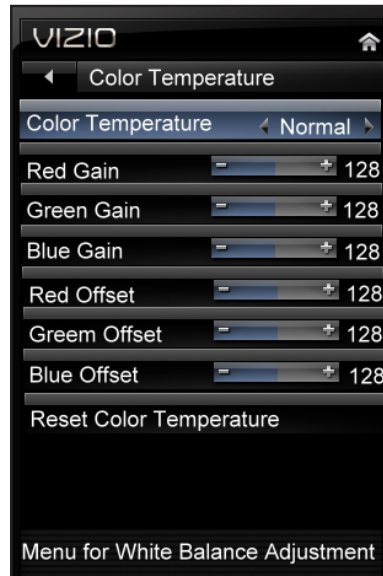 VIZIO
Color Temperature
Color Temperature Normal
Red Gain - + 128
Green Gain - + 128
Blue Gain - + 128
Red Offset - + 128
Greem Offset - + 128
Blue Offset - + 128
Reset Color Temperature
Menu for White Balance Adjustment